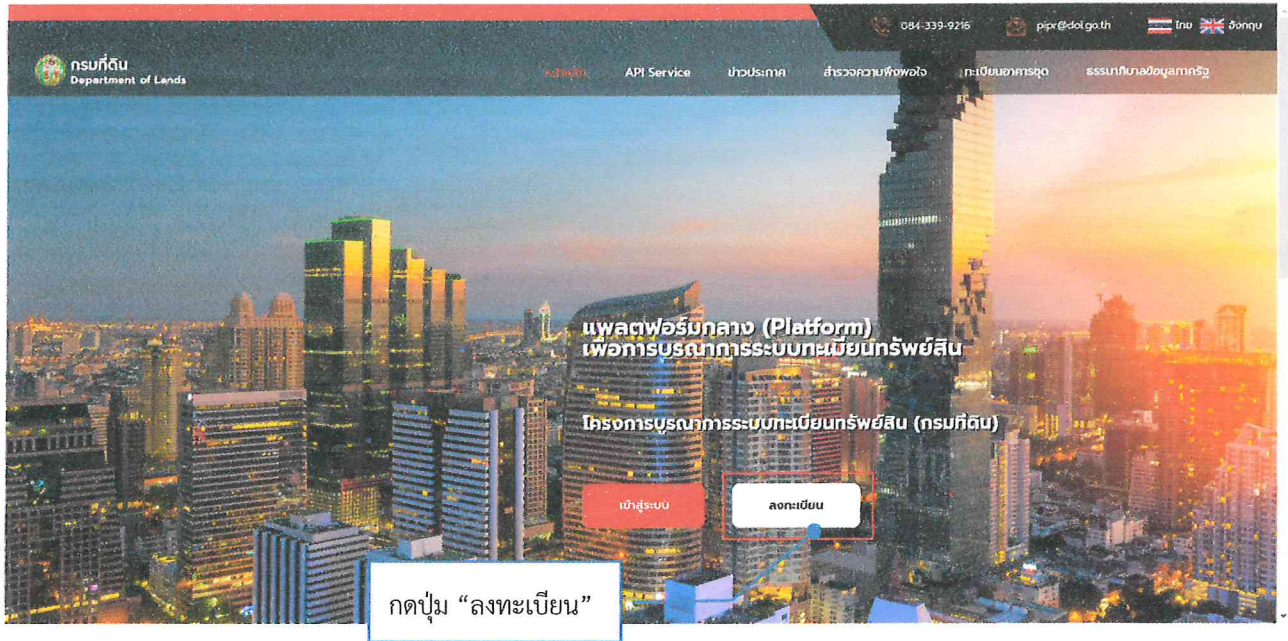 084-339-9216 pipr@dol.go.th ไทย อังกฤษ
กรมที่ดิน
Department of Lands
หน้าหลัก API Service ข่าวประกาศ สำรวจความพึงพอใจ ทะเบียนอาคารชุด ธรรมาภิบาลข้อมูลภาครัฐ
แพลตฟอร์มกลาง (Platform)
เพื่อการบูรณาการระบบทะเบียนทรัพย์สิน
โครงการบูรณาการระบบทะเบียนทรัพย์สิน (กรมที่ดิน)
เข้าสู่ระบบ ลงทะเบียน
กดปุ่ม “ลงทะเบียน”